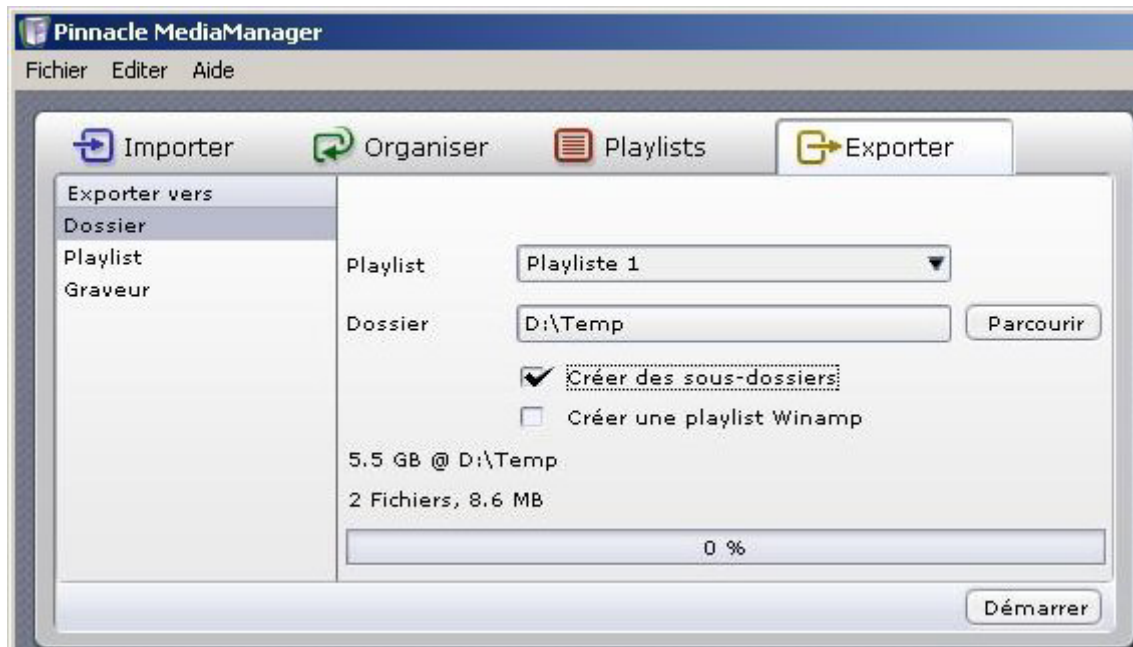 Pinnacle MediaManager
Fichier Editer Aide
Importer Organiser Playlists Exporter
Exporter vers
Dossier
Playlist
Graveur
Playlist Playliste 1
Dossier D:\Temp Parcourir
Créer des sous-dossiers
Créer une playlist Winamp
5.5 GB @ D:\Temp
2 Fichiers, 8.6 MB
0 %
Démarrer